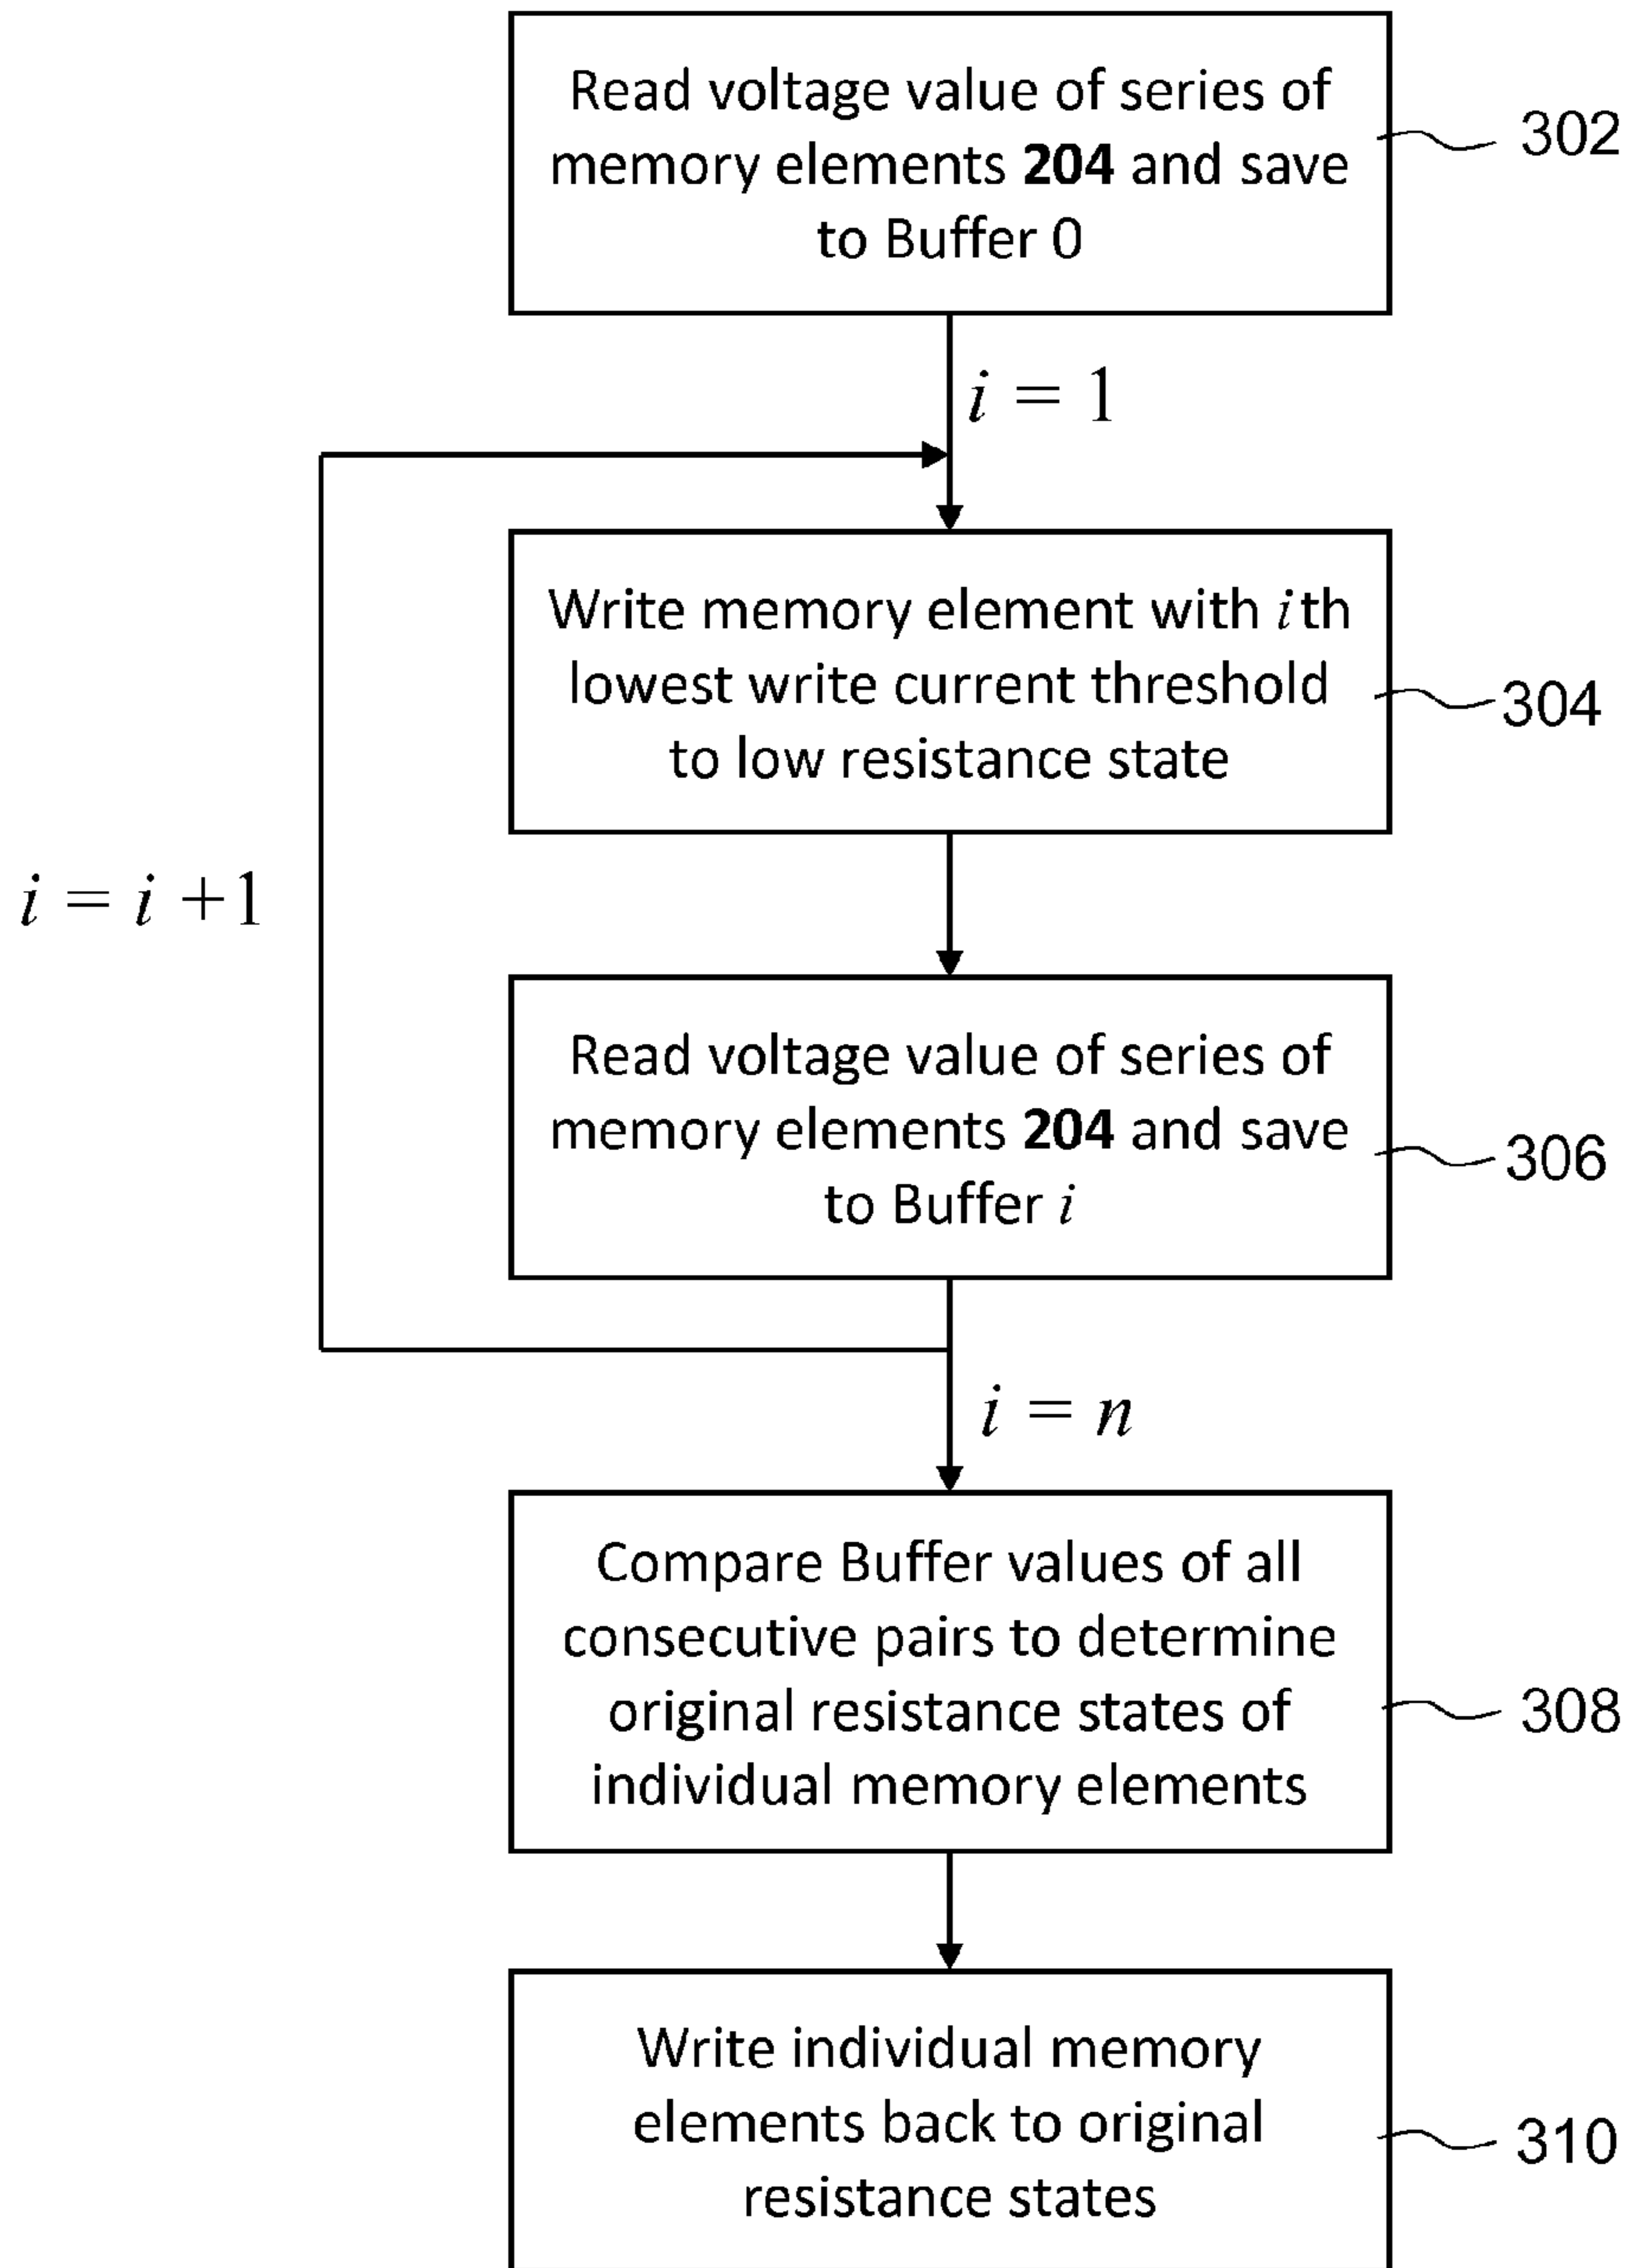 Read voltage value of series of
memory elements 204 and save
to Buffer 0
302
i = 1
Write memory element with i th
lowest write current threshold
to low resistance state
304
i = i +1
Read voltage value of series of
memory elements 204 and save
to Buffer i
306
i = n
Compare Buffer values of all
consecutive pairs to determine
original resistance states of
individual memory elements
308
Write individual memory
elements back to original
resistance states
310